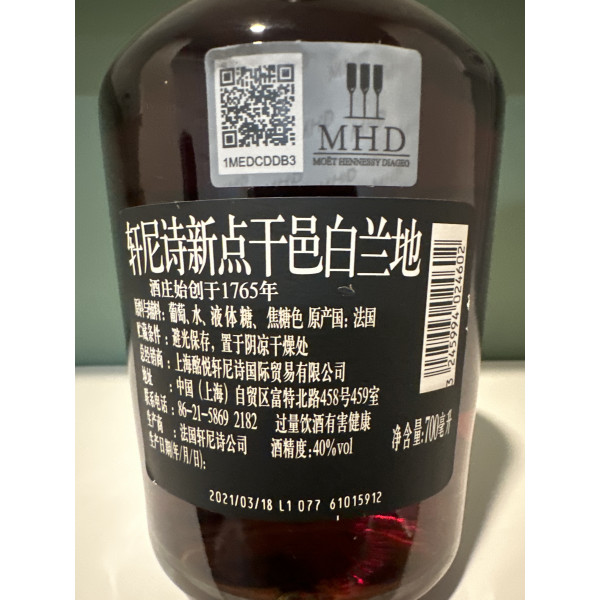 1MEDCDDB3
MHD
MOËT HENNESSY DIAGEO
轩尼诗新点干邑白兰地
酒庄始创于1765年
原料与辅料: 葡萄、水、液体糖、焦糖色 原产国: 法国
贮藏条件: 避光保存, 置于阴凉干燥处
总经销商: 上海酩悦轩尼诗国际贸易有限公司
地址: 中国（上海）自贸区富特北路458号459室
联系电话: 86-21-5869 2182 过量饮酒有害健康
生产商: 法国轩尼诗公司 酒精度: 40%vol
生产日期(年/月/日):
净含量: 700毫升
3 245994 024602
2021/03/18 L1 077 61015912